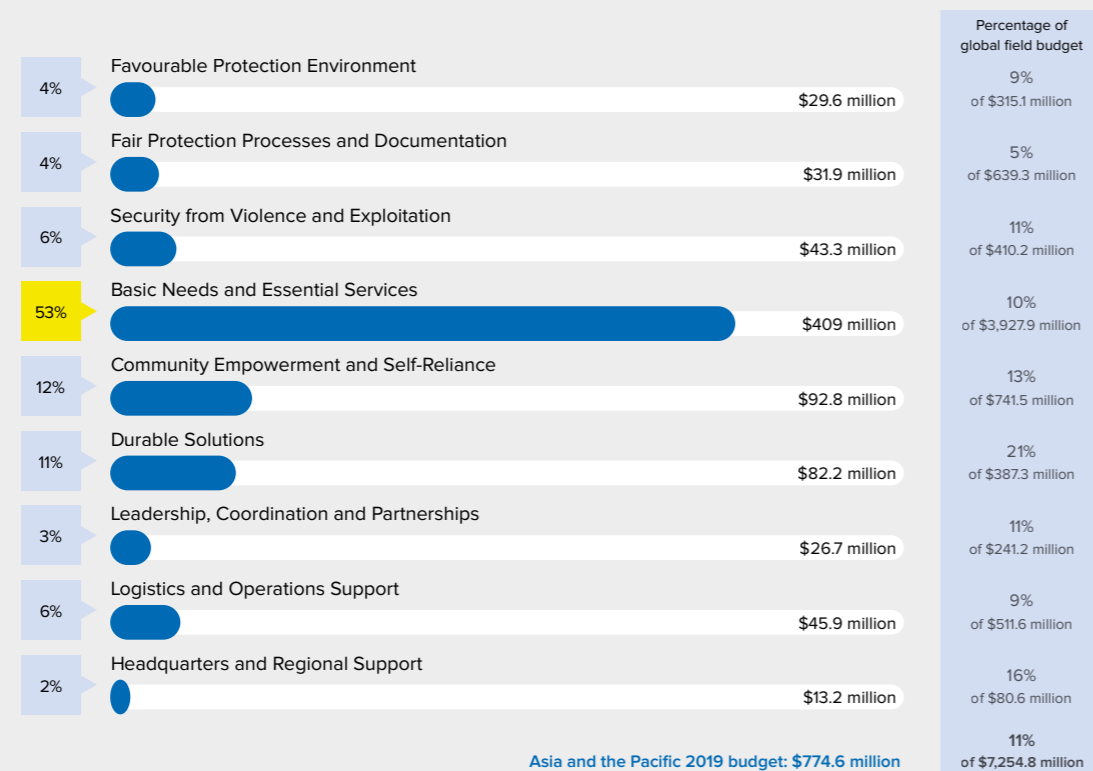 Percentage of
global field budget
Favourable Protection Environment
4%
$29.6 million
9%
of $315.1 million
Fair Protection Processes and Documentation
4%
$31.9 million
5%
of $639.3 million
Security from Violence and Exploitation
6%
$43.3 million
11%
of $410.2 million
Basic Needs and Essential Services
53%
$409 million
10%
of $3,927.9 million
Community Empowerment and Self-Reliance
12%
$92.8 million
13%
of $741.5 million
Durable Solutions
11%
$82.2 million
21%
of $387.3 million
Leadership, Coordination and Partnerships
3%
$26.7 million
11%
of $241.2 million
Logistics and Operations Support
6%
$45.9 million
9%
of $511.6 million
Headquarters and Regional Support
2%
$13.2 million
16%
of $80.6 million
Asia and the Pacific 2019 budget: $774.6 million
11%
of $7,254.8 million